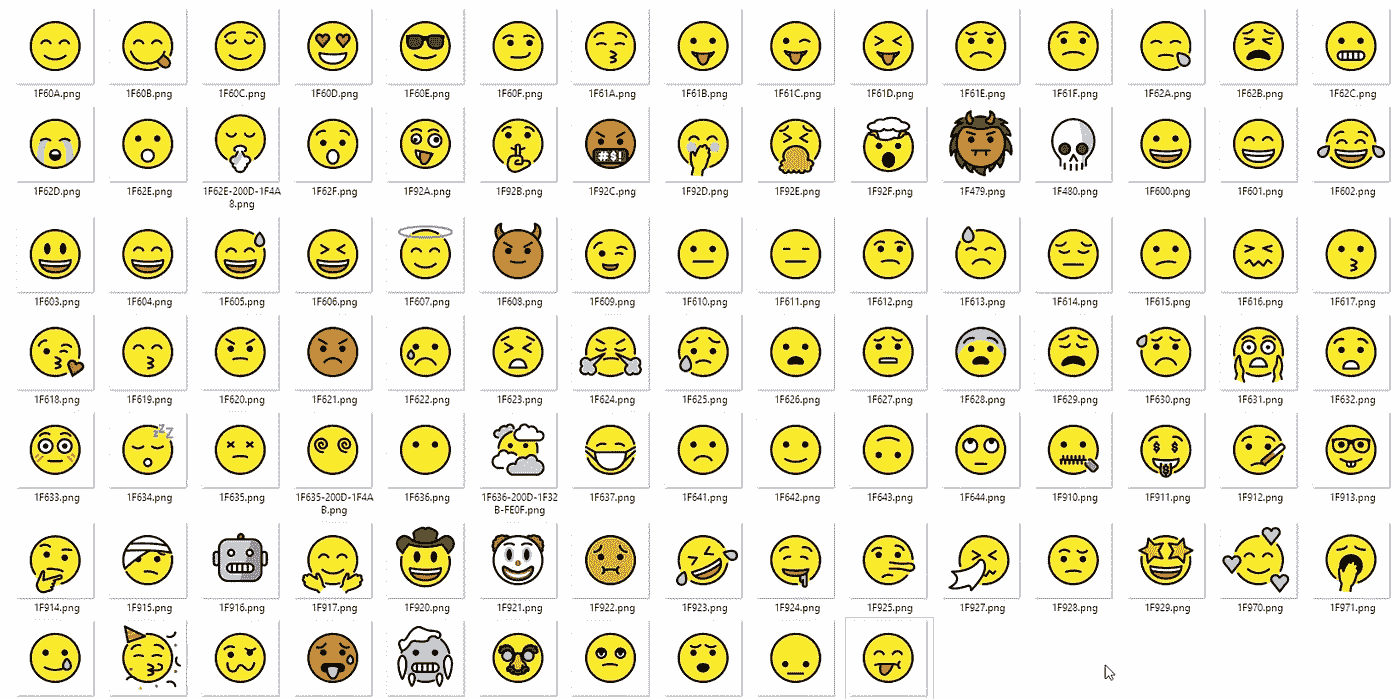 1F60A.png 1F60B.png 1F60C.png 1F60D.png 1F60E.png 1F60F.png 1F61A.png 1F61B.png 1F61C.png 1F61D.png 1F61E.png 1F61F.png 1F62A.png 1F62B.png 1F62C.png
#$!
1F62D.png 1F62E.png 1F62E-200D-1F4A 1F62F.png 1F92A.png 1F92B.png 1F92C.png 1F92D.png 1F92E.png 1F92F.png 1F479.png 1F480.png 1F600.png 1F601.png 1F602.png
8.png
1F603.png 1F604.png 1F605.png 1F606.png 1F607.png 1F608.png 1F609.png 1F610.png 1F611.png 1F612.png 1F613.png 1F614.png 1F615.png 1F616.png 1F617.png
1F618.png 1F619.png 1F620.png 1F621.png 1F622.png 1F623.png 1F624.png 1F625.png 1F626.png 1F627.png 1F628.png 1F629.png 1F630.png 1F631.png 1F632.png
zzZ $ $
$
1F633.png 1F634.png 1F635.png 1F635-200D-1F4A 1F636.png 1F636-200D-1F32 1F637.png 1F641.png 1F642.png 1F643.png 1F644.png 1F910.png 1F911.png 1F912.png 1F913.png
B.png B-FE0F.png
1F914.png 1F915.png 1F916.png 1F917.png 1F920.png 1F921.png 1F922.png 1F923.png 1F924.png 1F925.png 1F927.png 1F928.png 1F929.png 1F970.png 1F971.png